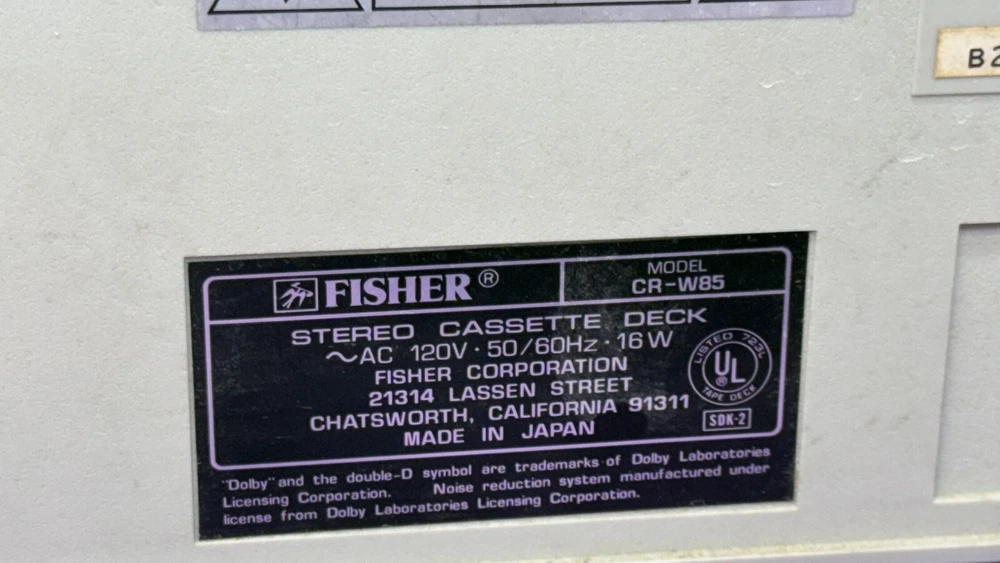 B2
FISHER®
MODEL
CR-W85
STEREO CASSETTE DECK
～AC 120V · 50/60Hz · 16W
FISHER CORPORATION
21314 LASSEN STREET
CHATSWORTH, CALIFORNIA 91311
MADE IN JAPAN
LISTED 723L
UL®
TAPE DECK
SDK-2
"Dolby" and the double-D symbol are trademarks of Dolby Laboratories
Licensing Corporation. Noise reduction system manufactured under
license from Dolby Laboratories Licensing Corporation.